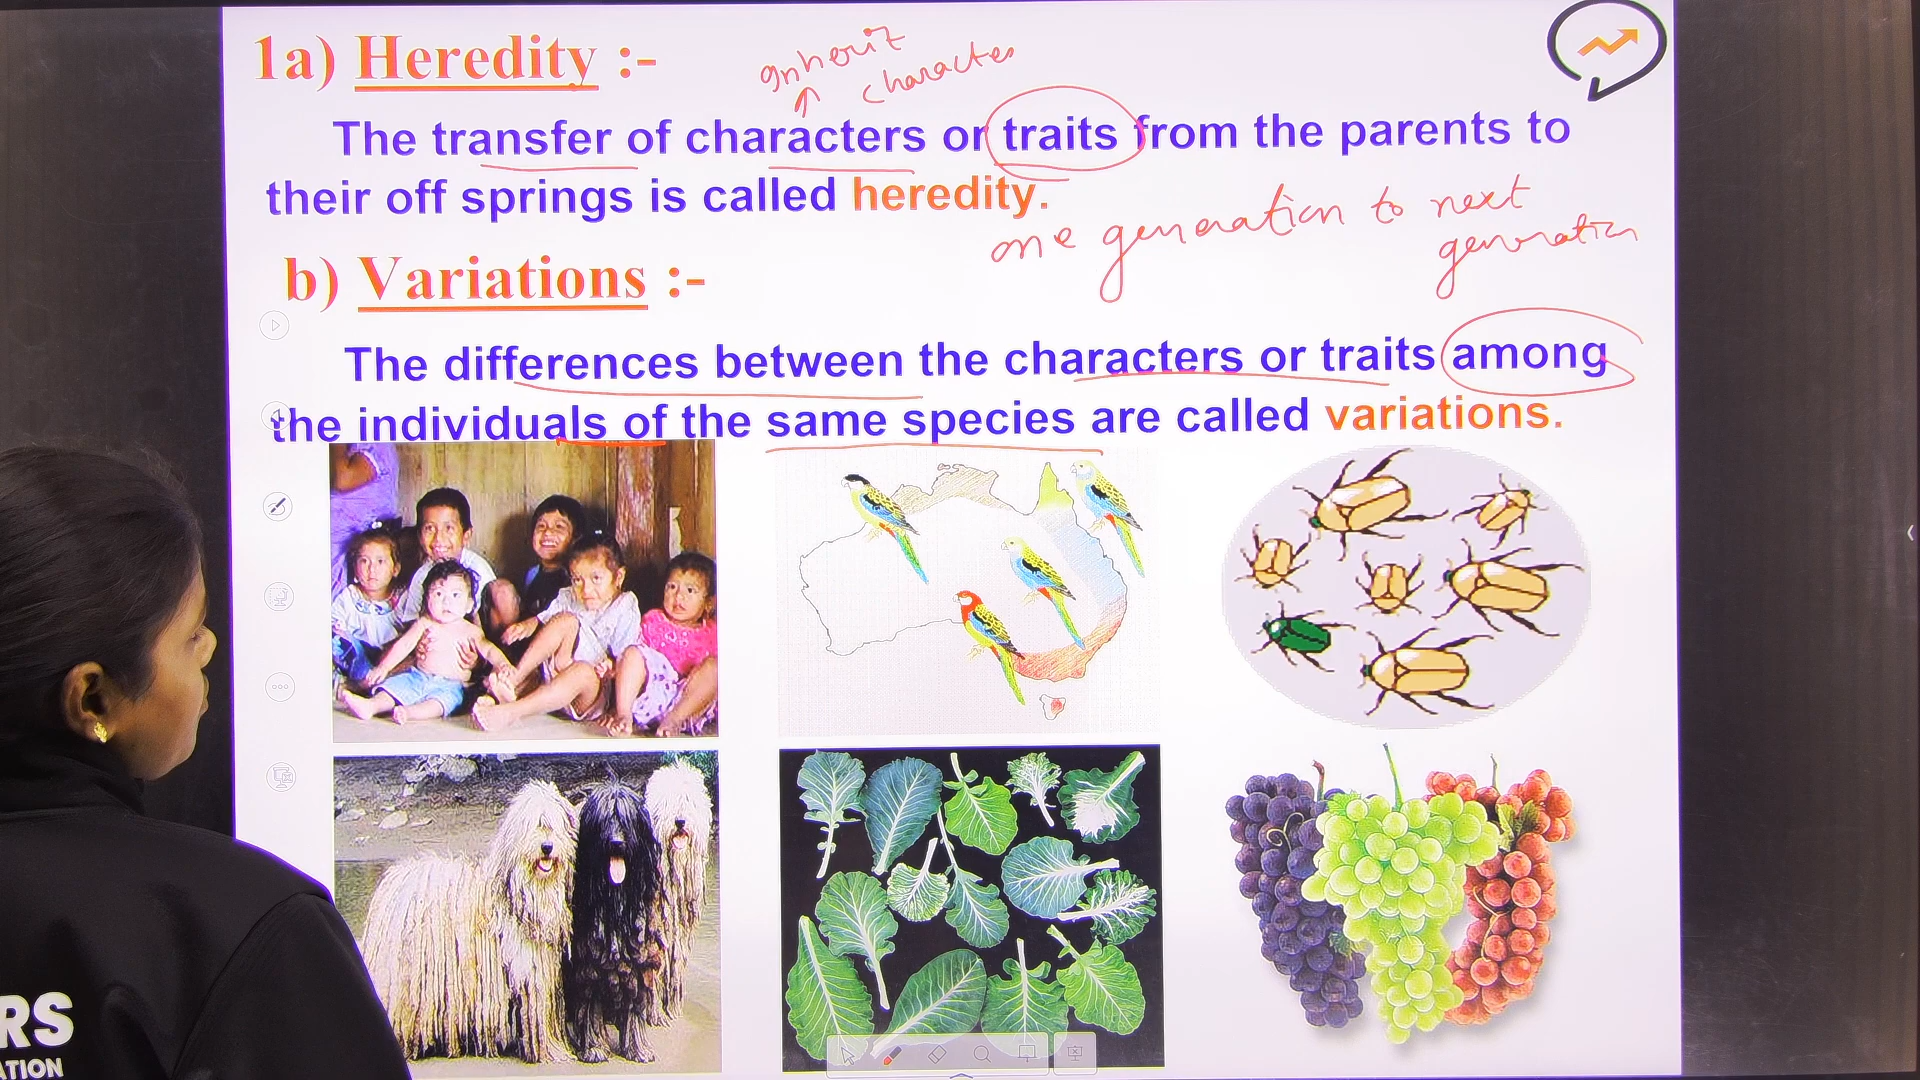 1a) Heredity :-
Inherit
character
The transfer of characters or traits from the parents to
their off springs is called heredity.
one generation to next
generation
b) Variations :-
The differences between the characters or traits among
the individuals of the same species are called variations.
RS
ATION